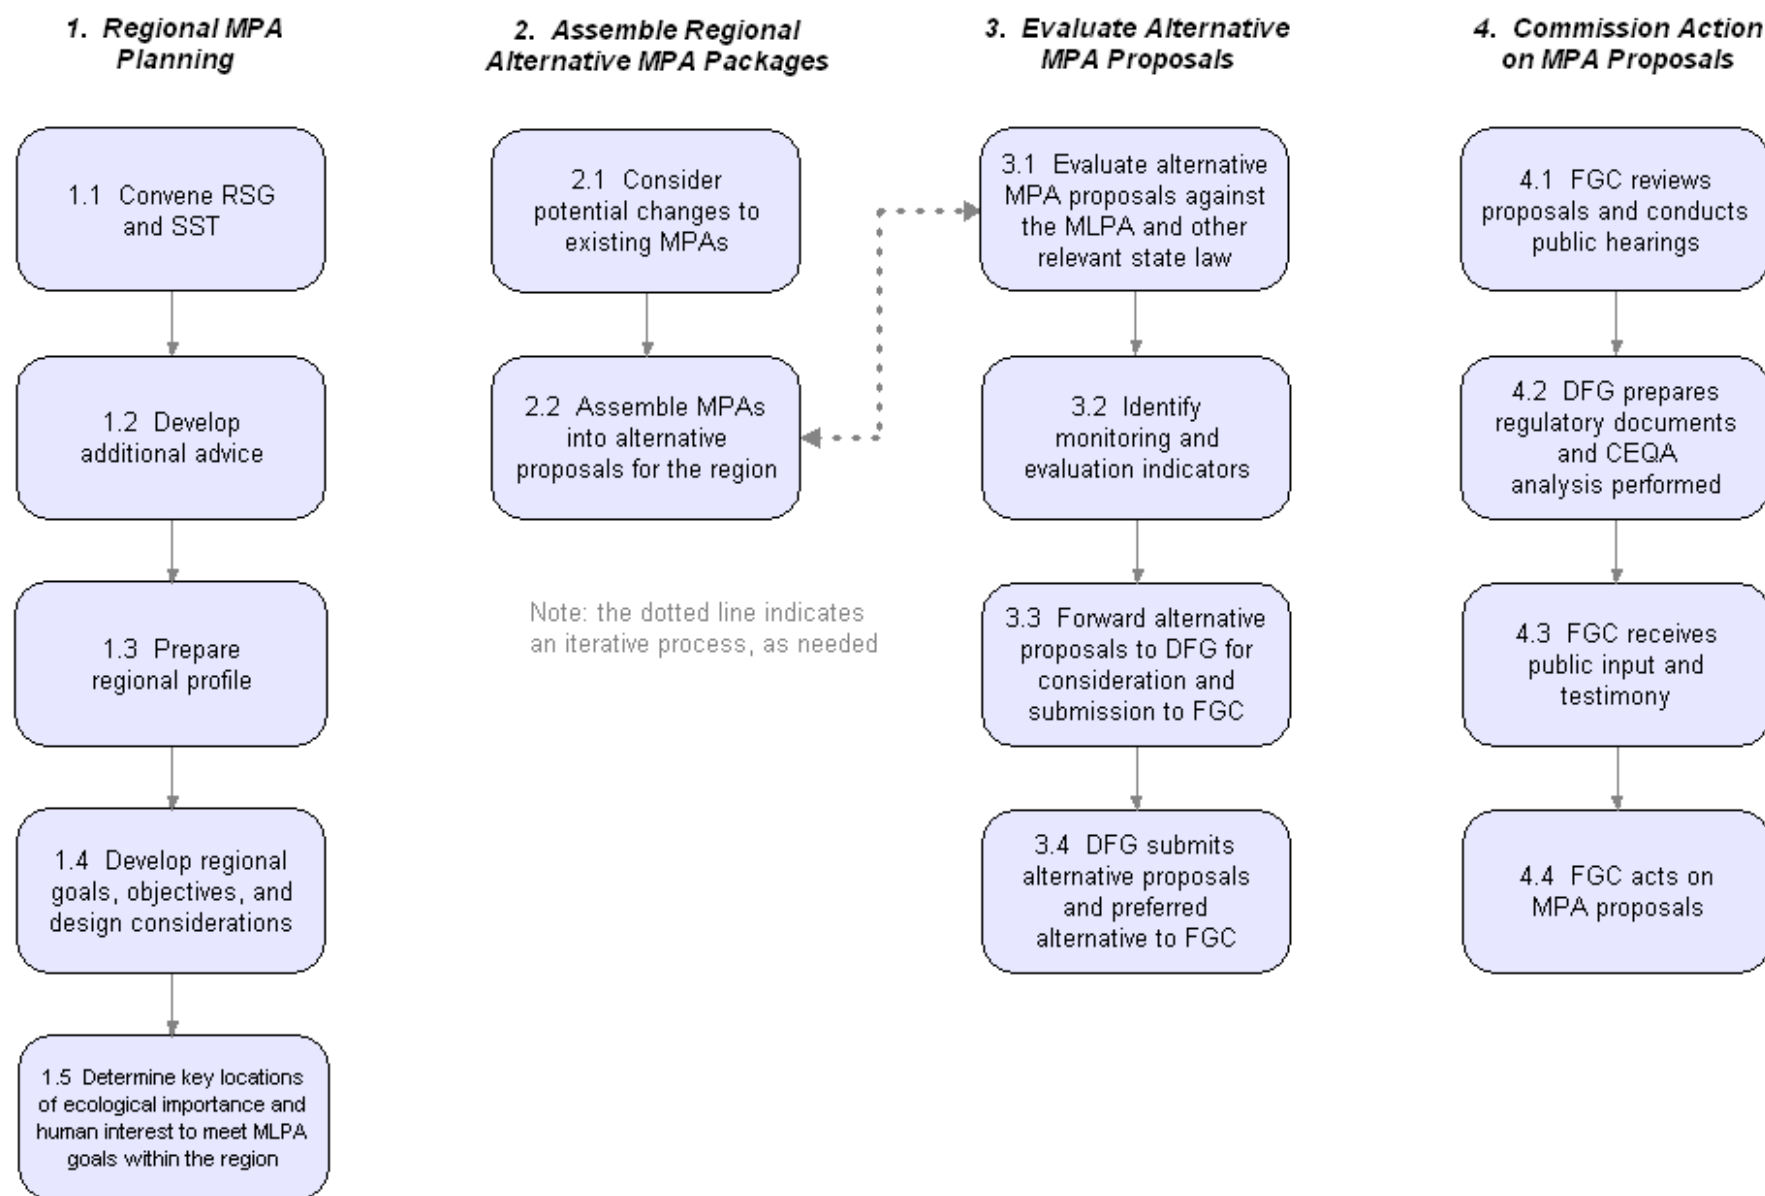 1. Regional MPA
Planning
1.1 Convene RSG
and SST
1.2 Develop
additional advice
1.3 Prepare
regional profile
1.4 Develop regional
goals, objectives, and
design considerations
1.5 Determine key locations
of ecological importance and
human interest to meet MLPA
goals within the region
2. Assemble Regional
Alternative MPA Packages
2.1 Consider
potential changes to
existing MPAs
2.2 Assemble MPAs
into alternative
proposals for the region
Note: the dotted line indicates
an iterative process, as needed
3. Evaluate Alternative
MPA Proposals
3.1 Evaluate alternative
MPA proposals against
the MLPA and other
relevant state law
3.2 Identify
monitoring and
evaluation indicators
3.3 Forward alternative
proposals to DFG for
consideration and
submission to FGC
3.4 DFG submits
alternative proposals
and preferred
alternative to FGC
4. Commission Action
on MPA Proposals
4.1 FGC reviews
proposals and conducts
public hearings
4.2 DFG prepares
regulatory documents
and CEQA
analysis performed
4.3 FGC receives
public input and
testimony
4.4 FGC acts on
MPA proposals